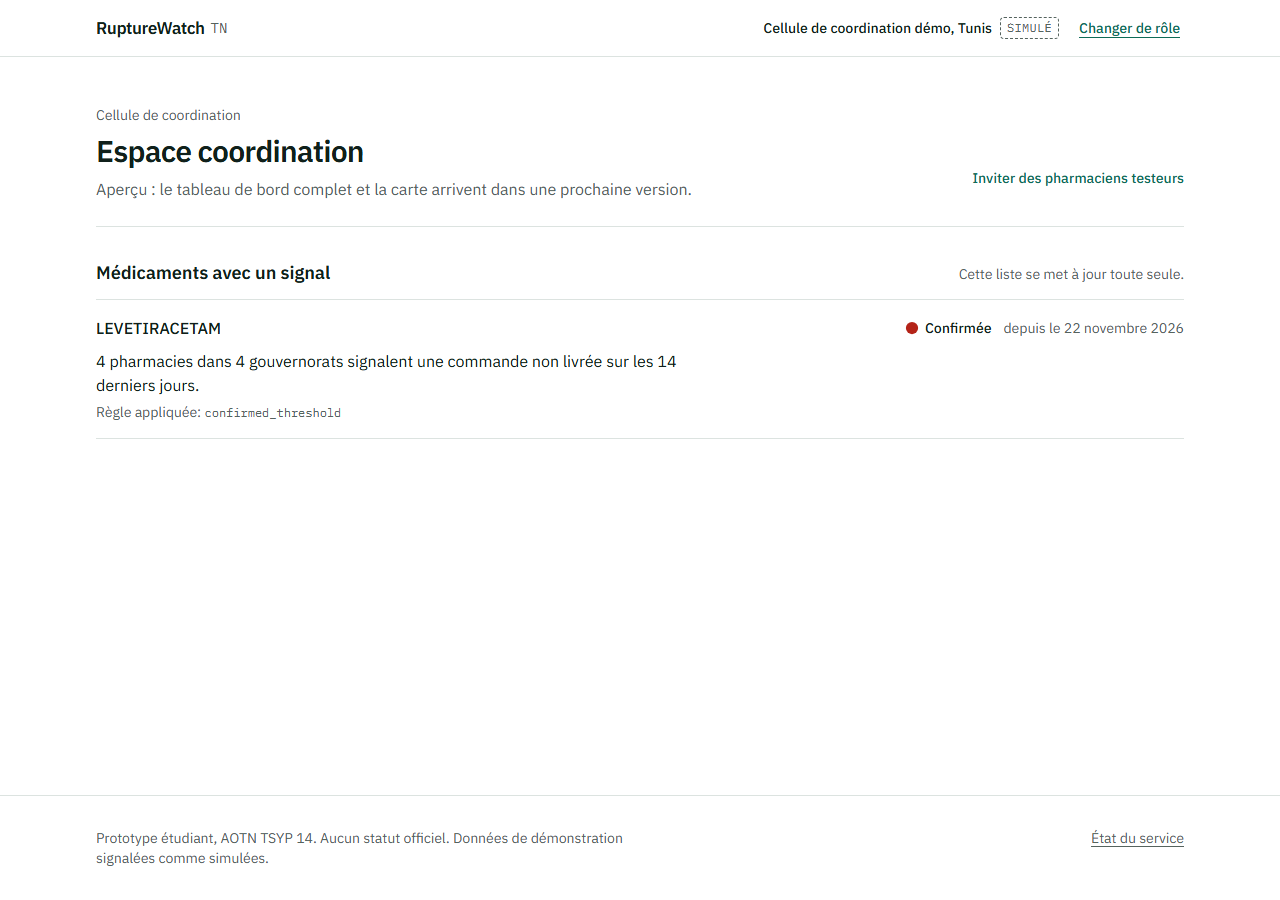 RuptureWatch TN
Cellule de coordination démo, Tunis SIMULÉ Changer de rôle
Cellule de coordination
Espace coordination
Aperçu : le tableau de bord complet et la carte arrivent dans une prochaine version.
Inviter des pharmaciens testeurs
Médicaments avec un signal
Cette liste se met à jour toute seule.
LEVETIRACETAM
Confirmée depuis le 22 novembre 2026
4 pharmacies dans 4 gouvernorats signalent une commande non livrée sur les 14
derniers jours.
Règle appliquée: confirmed_threshold
Prototype étudiant, AOTN TSYP 14. Aucun statut officiel. Données de démonstration
signalées comme simulées.
État du service